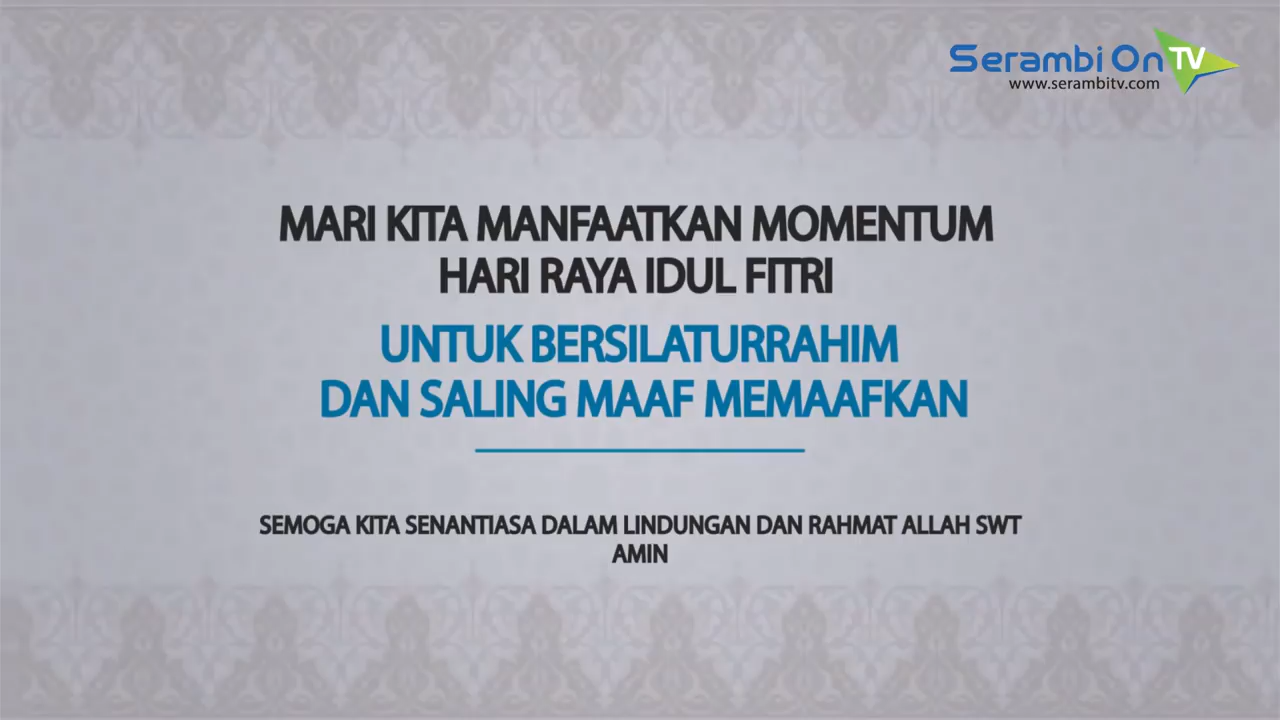 Serambi On TV
www.serambitv.com
MARI KITA MANFAATKAN MOMENTUM
HARI RAYA IDUL FITRI
UNTUK BERSILATURRAHIM
DAN SALING MAAF MEMAAFKAN
SEMOGA KITA SENANTIASA DALAM LINDUNGAN DAN RAHMAT ALLAH SWT
AMIN